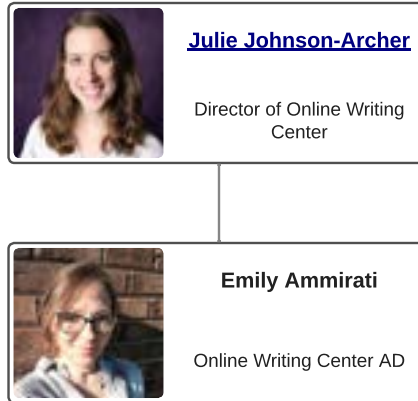 Julie Johnson-Archer
Director of Online Writing
Center
Emily Ammirati
Online Writing Center AD